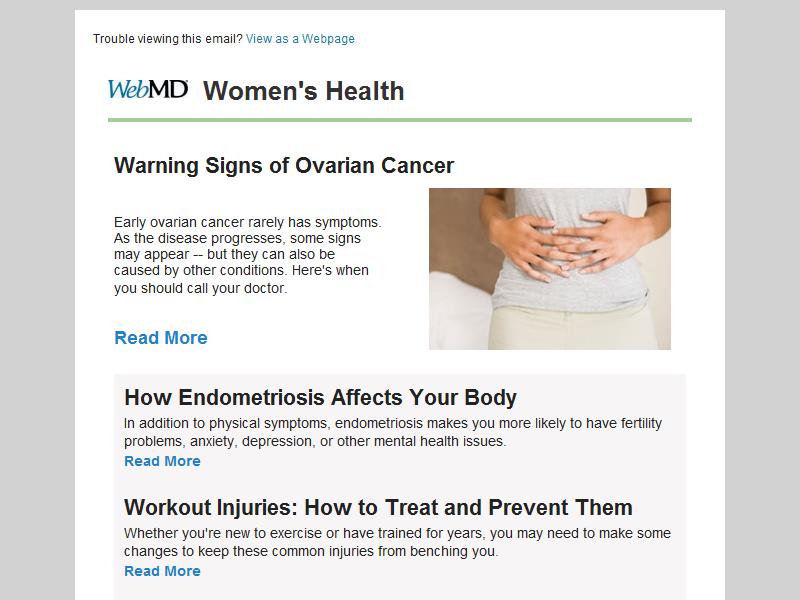 Trouble viewing this email? View as a Webpage
WebMD Women's Health
Warning Signs of Ovarian Cancer
Early ovarian cancer rarely has symptoms.
As the disease progresses, some signs
may appear -- but they can also be
caused by other conditions. Here's when
you should call your doctor.
Read More
How Endometriosis Affects Your Body
In addition to physical symptoms, endometriosis makes you more likely to have fertility
problems, anxiety, depression, or other mental health issues.
Read More
Workout Injuries: How to Treat and Prevent Them
Whether you're new to exercise or have trained for years, you may need to make some
changes to keep these common injuries from benching you.
Read More